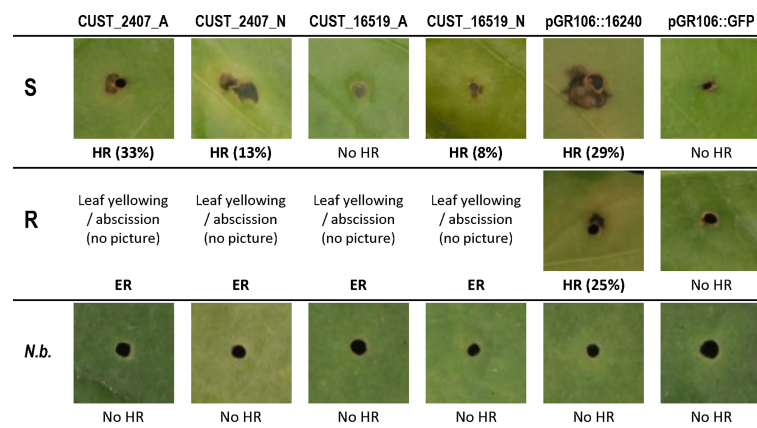 CUST_2407_A CUST_2407_N CUST_16519_A CUST_16519_N pGR106::16240 pGR106::GFP
S
HR (33%) HR (13%) No HR HR (8%) HR (29%) No HR
Leaf yellowing Leaf yellowing Leaf yellowing Leaf yellowing
R / abscission / abscission / abscission / abscission
(no picture) (no picture) (no picture) (no picture)
ER ER ER ER HR (25%) No HR
N.b.
No HR No HR No HR No HR No HR No HR